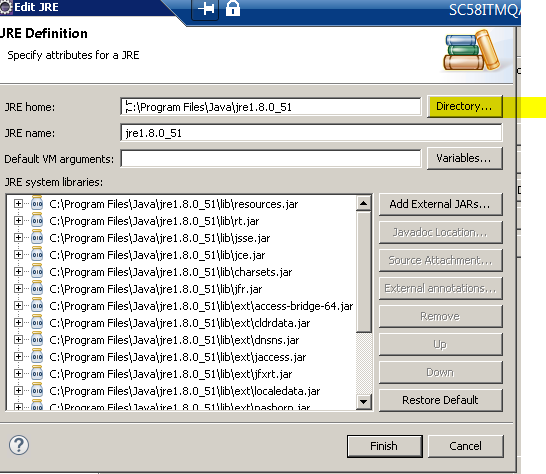 Edit JRE
SC58ITMQA
JRE Definition
Specify attributes for a JRE
JRE home:
C:\Program Files\Java\jre1.8.0_51
Directory...
JRE name:
jre1.8.0_51
Default VM arguments:
Variables...
JRE system libraries:
C:\Program Files\Java\jre1.8.0_51\lib\resources.jar
Add External JARs...
C:\Program Files\Java\jre1.8.0_51\lib\rt.jar
C:\Program Files\Java\jre1.8.0_51\lib\jsse.jar
Javadoc Location...
C:\Program Files\Java\jre1.8.0_51\lib\jce.jar
Source Attachment...
C:\Program Files\Java\jre1.8.0_51\lib\charsets.jar
C:\Program Files\Java\jre1.8.0_51\lib\jfr.jar
External annotations...
C:\Program Files\Java\jre1.8.0_51\lib\ext\access-bridge-64.jar
Remove
C:\Program Files\Java\jre1.8.0_51\lib\ext\cldrdata.jar
C:\Program Files\Java\jre1.8.0_51\lib\ext\dnsns.jar
Up
C:\Program Files\Java\jre1.8.0_51\lib\ext\jaccess.jar
C:\Program Files\Java\jre1.8.0_51\lib\ext\jfxrt.jar
Down
C:\Program Files\Java\jre1.8.0_51\lib\ext\localedata.jar
Restore Default
C:\Program Files\Java\jre1.8.0_51\lib\ext\nashorn.jar
?
Finish
Cancel